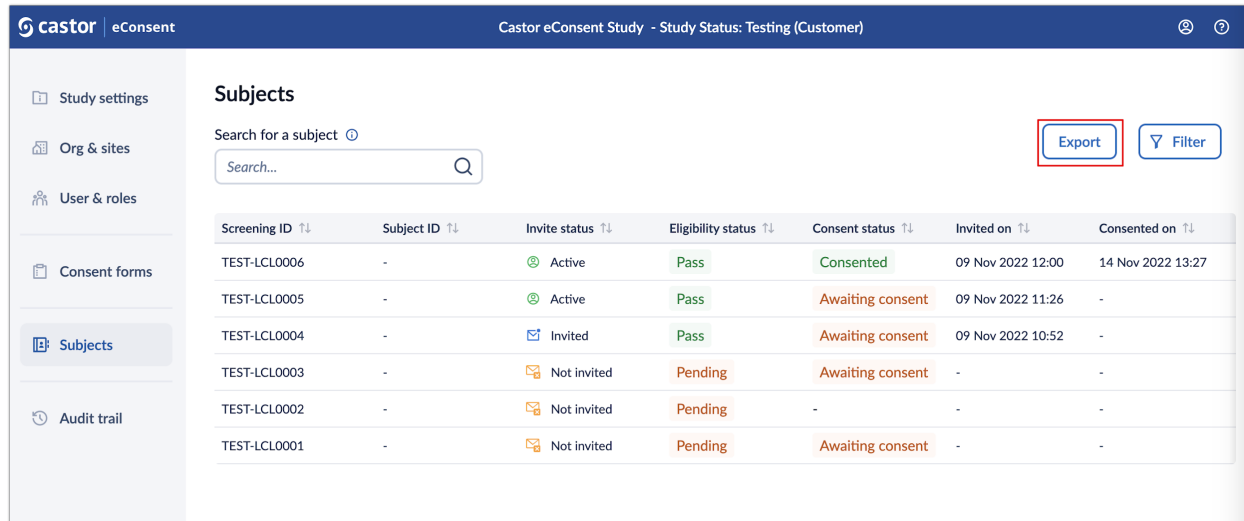 castor eConsent
Castor eConsent Study - Study Status: Testing (Customer)
Study settings
Org & sites
User & roles
Consent forms
Subjects
Audit trail
Subjects
Search for a subject
Search...
Export
Filter
Screening ID Subject ID Invite status Eligibility status Consent status Invited on Consented on
TEST-LCL0006 - Active Pass Consented 09 Nov 2022 12:00 14 Nov 2022 13:27
TEST-LCL0005 - Active Pass Awaiting consent 09 Nov 2022 11:26 -
TEST-LCL0004 - Invited Pass Awaiting consent 09 Nov 2022 10:52 -
TEST-LCL0003 - Not invited Pending Awaiting consent - -
TEST-LCL0002 - Not invited Pending - - -
TEST-LCL0001 - Not invited Pending Awaiting consent - -